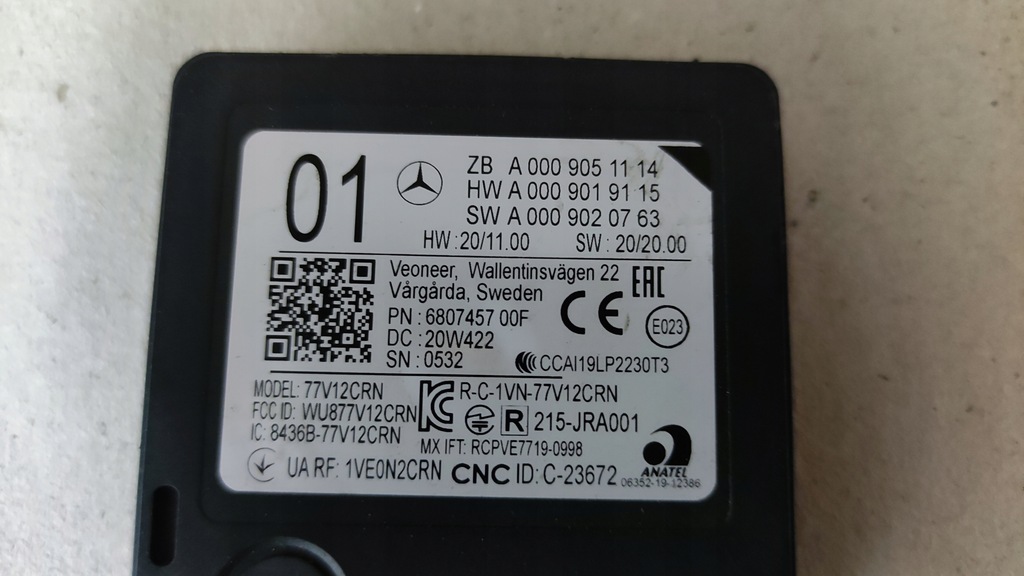 01
ZB A 000 905 11 14
HW A 000 901 91 15
SW A 000 902 07 63
HW : 20/11.00 SW : 20/20.00
Veoneer, Wallentinsvägen 22
Vårgårda, Sweden
PN : 6807457 00F
DC : 20W422
SN : 0532
EAC
CE
E023
CCAI19LP2230T3
MODEL: 77V12CRN
FCC ID: WU877V12CRN
IC: 8436B-77V12CRN
R-C-1VN-77V12CRN
R 215-JRA001
MX IFT: RCPVE7719-0998
UA RF: 1VE0N2CRN CNC ID: C-23672
ANATEL
06352-19-12386